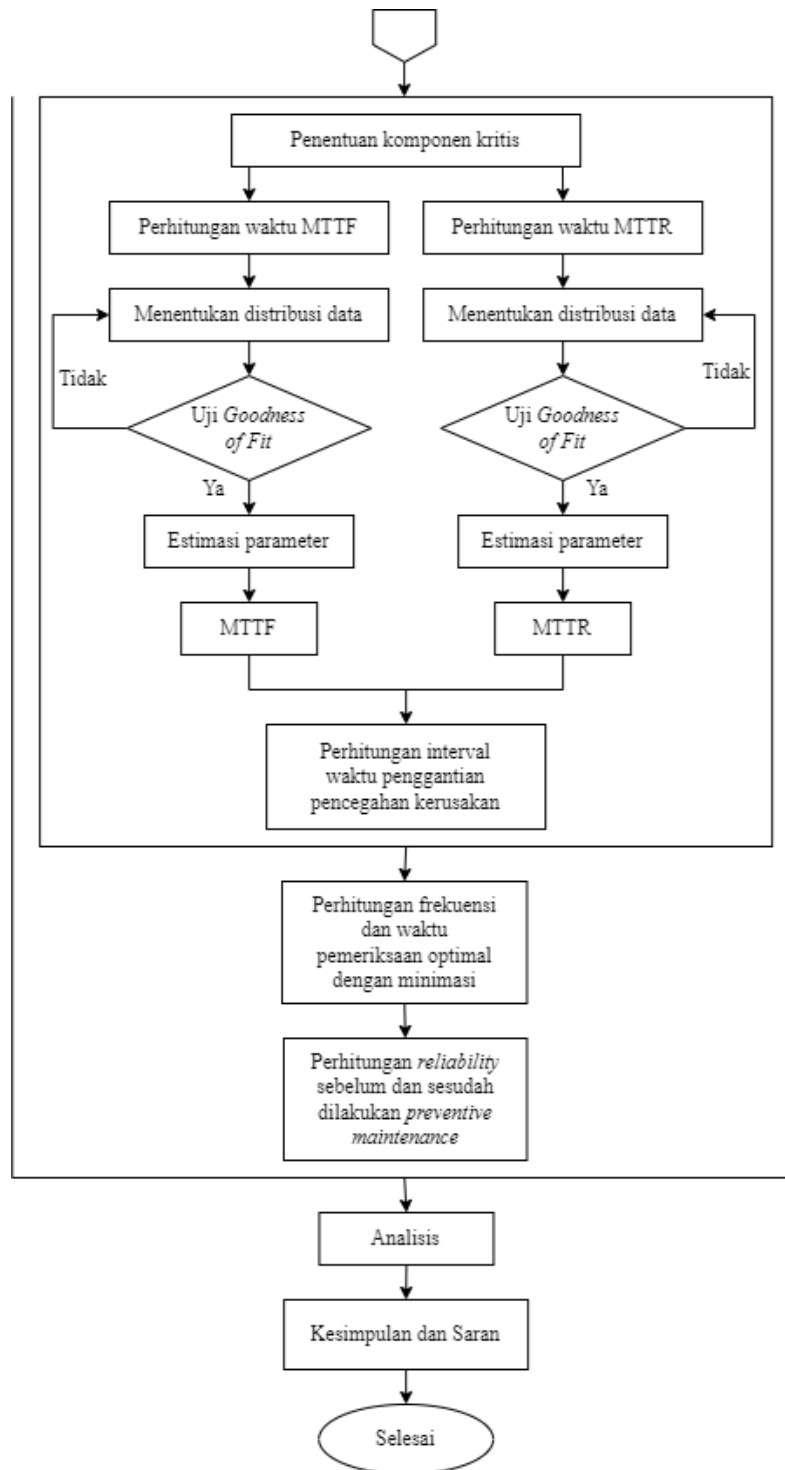 Penentuan komponen kritis
Perhitungan waktu MTTF
Perhitungan waktu MTTR
Menentukan distribusi data
Menentukan distribusi data
Tidak
Tidak
Uji Goodness
of Fit
Uji Goodness
of Fit
Ya
Ya
Estimasi parameter
Estimasi parameter
MTTF
MTTR
Perhitungan interval
waktu penggantian
pencegahan kerusakan
Perhitungan frekuensi
dan waktu
pemeriksaan optimal
dengan minimasi
Perhitungan reliability
sebelum dan sesudah
dilakukan preventive
maintenance
Analisis
Kesimpulan dan Saran
Selesai